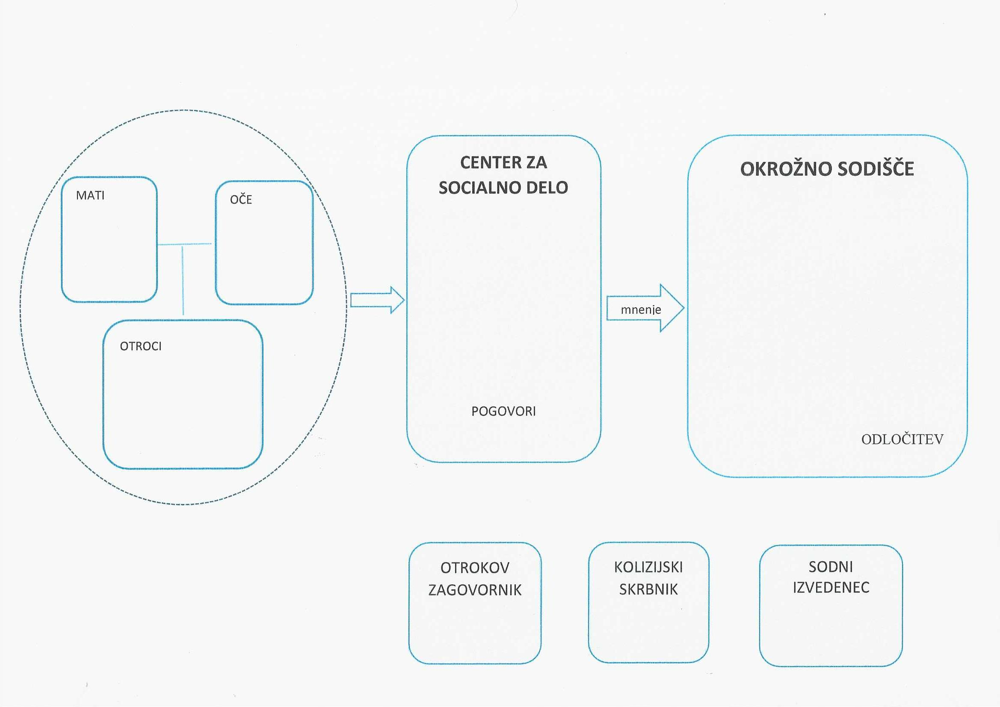 MATI
OČE
OTROCI
CENTER ZA
SOCIALNO DELO
POGOVORI
mnenje
OKROŽNO SODIŠČE
ODLOČITEV
OTROKOV
ZAGOVORNIK
KOLIZIJSKI
SKRBNIK
SODNI
IZVEDENEC